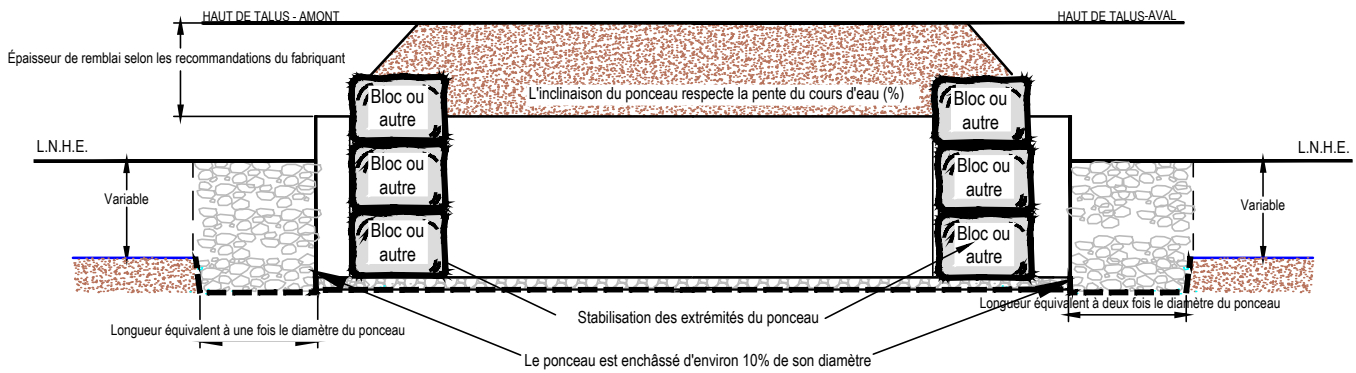 HAUT DE TALUS - AMONT
HAUT DE TALUS-AVAL
Épaisseur de remblai selon les recommandations du fabriquant
L'inclinaison du ponceau respecte la pente du cours d'eau (%)
Bloc ou
autre
Bloc ou
autre
L.N.H.E.
L.N.H.E.
Bloc ou
autre
Bloc ou
autre
Variable
Variable
Bloc ou
autre
Bloc ou
autre
Longueur équivalent à une fois le diamètre du ponceau
Stabilisation des extrémités du ponceau
Longueur équivalent à deux fois le diamètre du ponceau
Le ponceau est enchâssé d'environ 10% de son diamètre